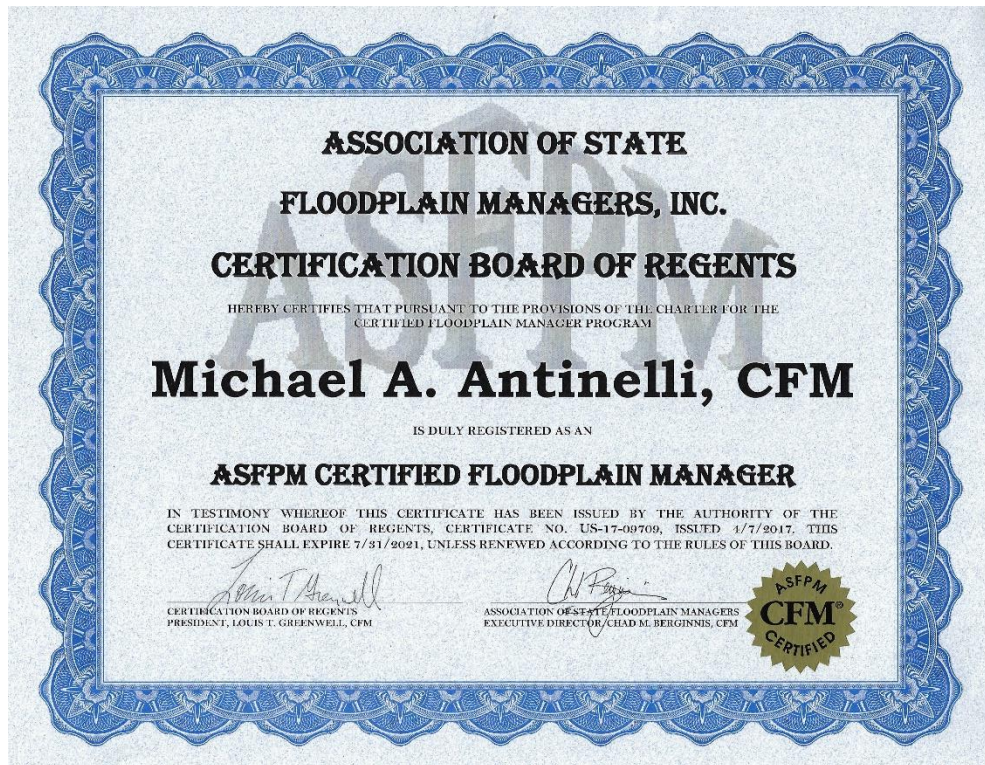 ASFPM
ASSOCIATION OF STATE
FLOODPLAIN MANAGERS, INC.
CERTIFICATION BOARD OF REGENTS
HEREBY CERTIFIES THAT PURSUANT TO THE PROVISIONS OF THE CHARTER FOR THE
CERTIFIED FLOODPLAIN MANAGER PROGRAM
Michael A. Antinelli, CFM
IS DULY REGISTERED AS AN
ASFPM CERTIFIED FLOODPLAIN MANAGER
IN TESTIMONY WHEREOF THIS CERTIFICATE HAS BEEN ISSUED BY THE AUTHORITY OF THE
CERTIFICATION BOARD OF REGENTS, CERTIFICATE NO. US-17-09709, ISSUED 4/7/2017. THIS
CERTIFICATE SHALL EXPIRE 7/31/2021, UNLESS RENEWED ACCORDING TO THE RULES OF THIS BOARD.
Louis T Greenwell
CERTIFICATION BOARD OF REGENTS
PRESIDENT, LOUIS T. GREENWELL, CFM
ASSOCIATION OF STATE FLOODPLAIN MANAGERS
EXECUTIVE DIRECTOR, CHAD M. BERGINNIS, CFM
ASFPM
CFM®
CERTIFIED